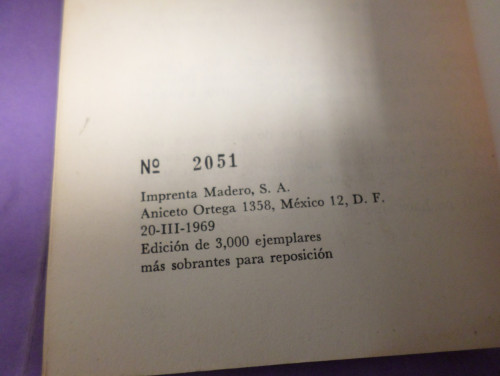 Nº 2051
Imprenta Madero, S. A.
Aniceto Ortega 1358, México 12, D. F.
20-III-1969
Edición de 3,000 ejemplares
más sobrantes para reposición